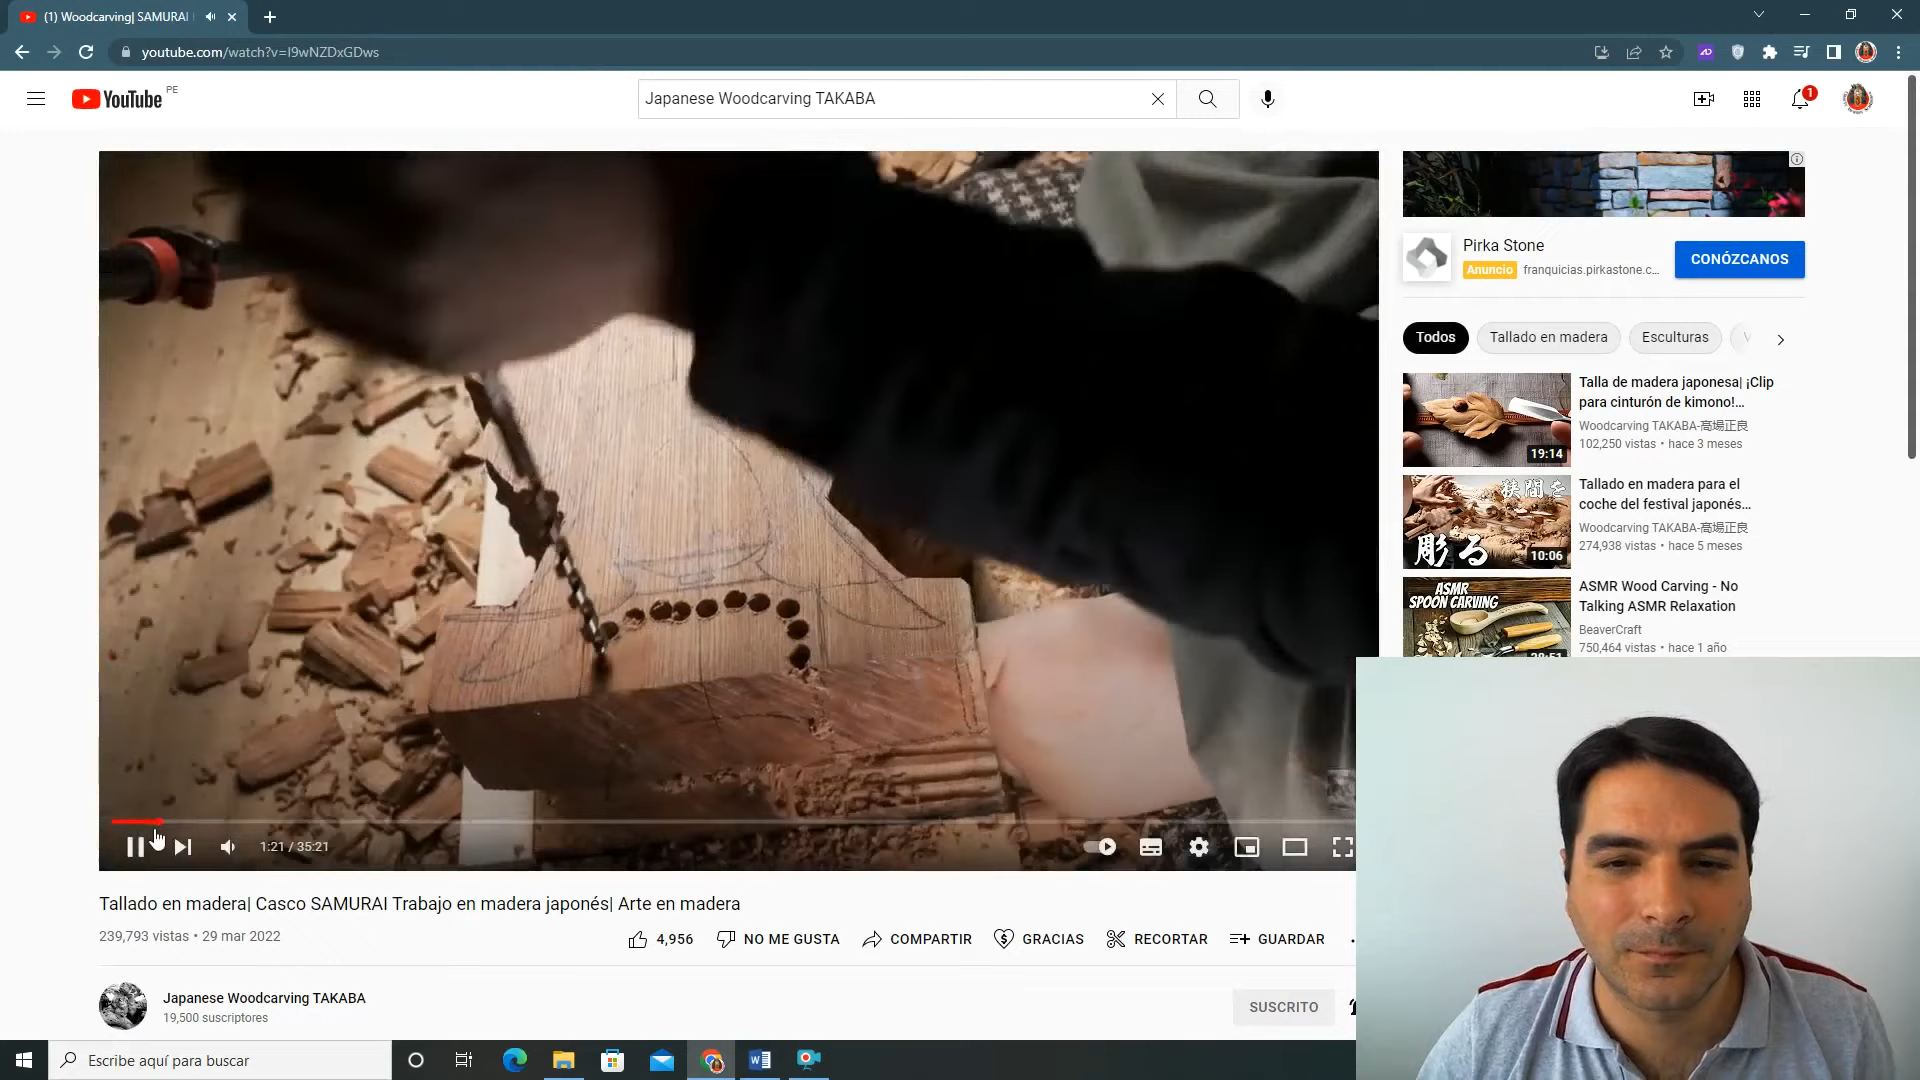 (1) Woodcarving| SAMURAI
youtube.com/watch?v=I9wNZDxGDws
YouTube PE
Japanese Woodcarving TAKABA
1
Pirka Stone
Anuncio franquicias.pirkastone.c...
CONÓZCANOS
Todos
Tallado en madera
Esculturas
Talla de madera japonesa| ¡Clip
para cinturón de kimono!...
Woodcarving TAKABA-高場正良
102,250 vistas • hace 3 meses
19:14
Tallado en madera para el
coche del festival japonés...
Woodcarving TAKABA-高場正良
274,938 vistas • hace 5 meses
狭間を
彫る
10:06
ASMR
SPOON CARVING
ASMR Wood Carving - No
Talking ASMR Relaxation
BeaverCraft
750,464 vistas • hace 1 año
1:21 / 35:21
Tallado en madera| Casco SAMURAI Trabajo en madera japonés| Arte en madera
239,793 vistas • 29 mar 2022
4,956
NO ME GUSTA
COMPARTIR
GRACIAS
RECORTAR
GUARDAR
Japanese Woodcarving TAKABA
19,500 suscriptores
SUSCRITO
Escribe aquí para buscar